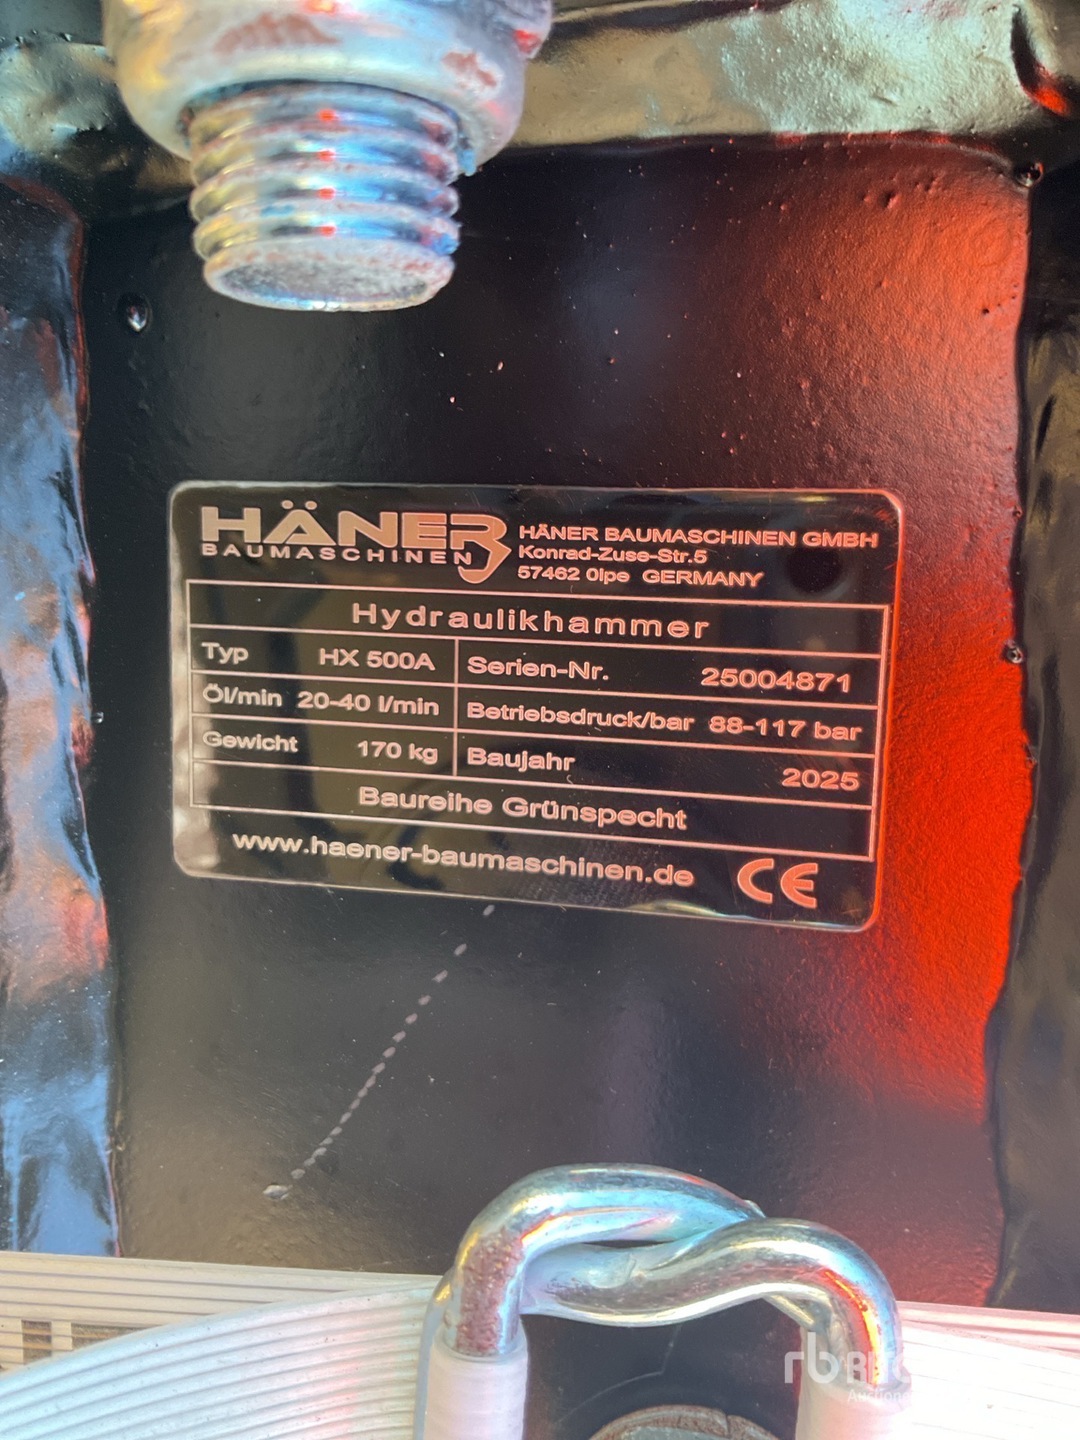 HÄNER
BAUMASCHINEN
HÄNER BAUMASCHINEN GMBH
Konrad-Zuse-Str.5
57462 Olpe GERMANY
Hydraulikhammer
Typ HX 500A Serien-Nr. 25004871
Öl/min 20-40 l/min Betriebsdruck/bar 88-117 bar
Gewicht 170 kg Baujahr 2025
Baureihe Grünspecht
www.haener-baumaschinen.de CE
rb